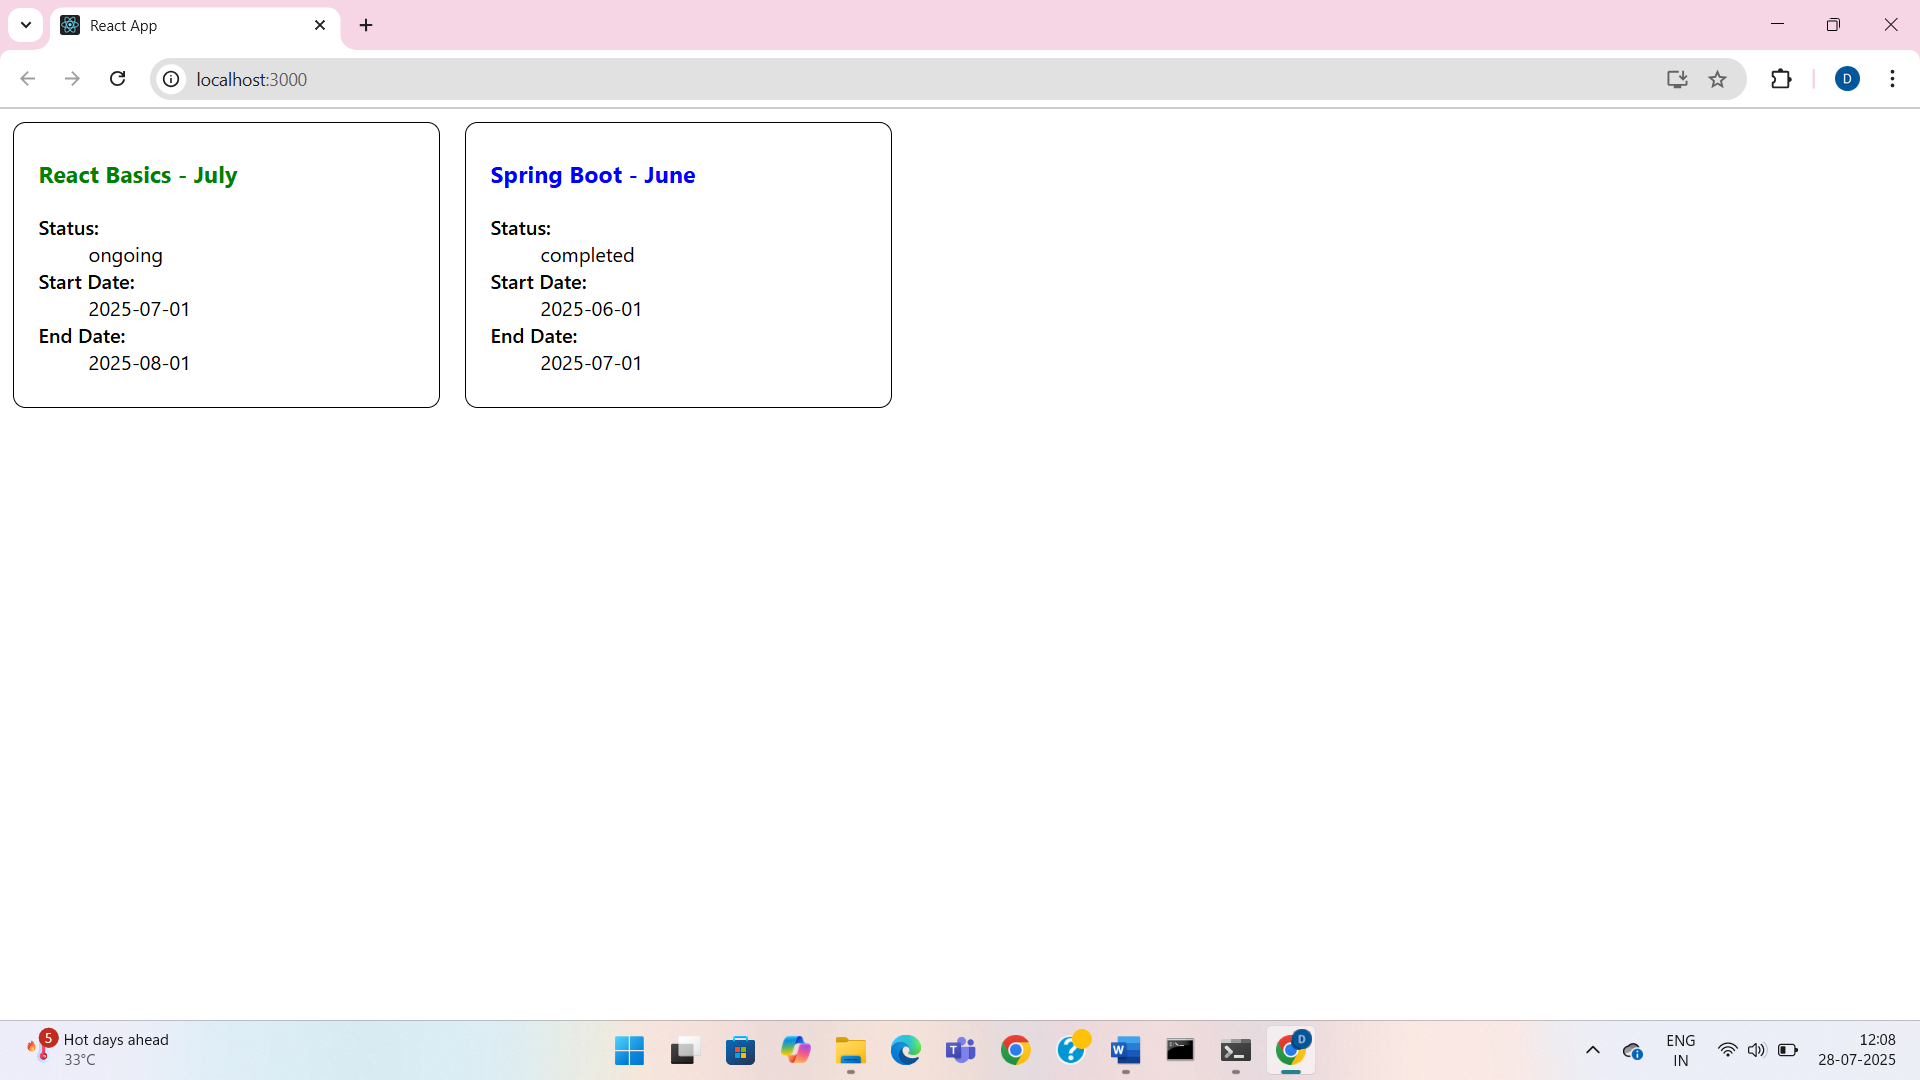 React App
localhost:3000
D
React Basics - July
Status:
ongoing
Start Date:
2025-07-01
End Date:
2025-08-01
Spring Boot - June
Status:
completed
Start Date:
2025-06-01
End Date:
2025-07-01
5
Hot days ahead
33°C
T
W
D
ENG
IN
12:08
28-07-2025